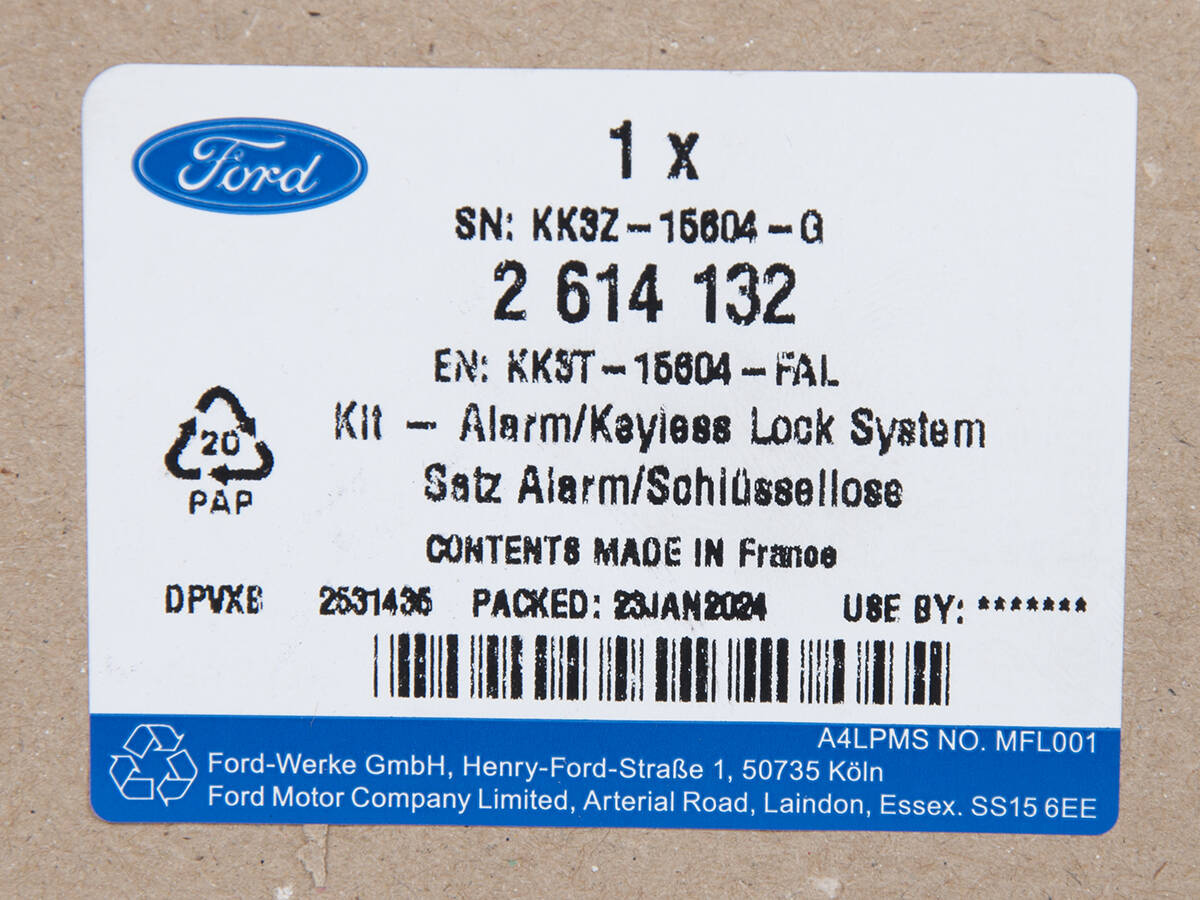 Ford
1 x
SN: KK3Z-15604-G
2 614 132
EN: KK3T-15604-FAL
Kit - Alarm/Keyless Lock System
Satz Alarm/Schlüssellose
20
PAP
CONTENTS MADE IN France
DPVXB 2531435 PACKED: 23JAN2024 USE BY: *******
A4LPMS NO. MFL001
Ford-Werke GmbH, Henry-Ford-Straße 1, 50735 Köln
Ford Motor Company Limited, Arterial Road, Laindon, Essex. SS15 6EE